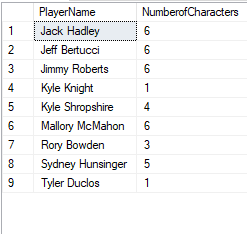 PlayerName NumberofCharacters
1 Jack Hadley 6
2 Jeff Bertucci 6
3 Jimmy Roberts 6
4 Kyle Knight 1
5 Kyle Shropshire 4
6 Mallory McMahon 6
7 Rory Bowden 3
8 Sydney Hunsinger 5
9 Tyler Duclos 1